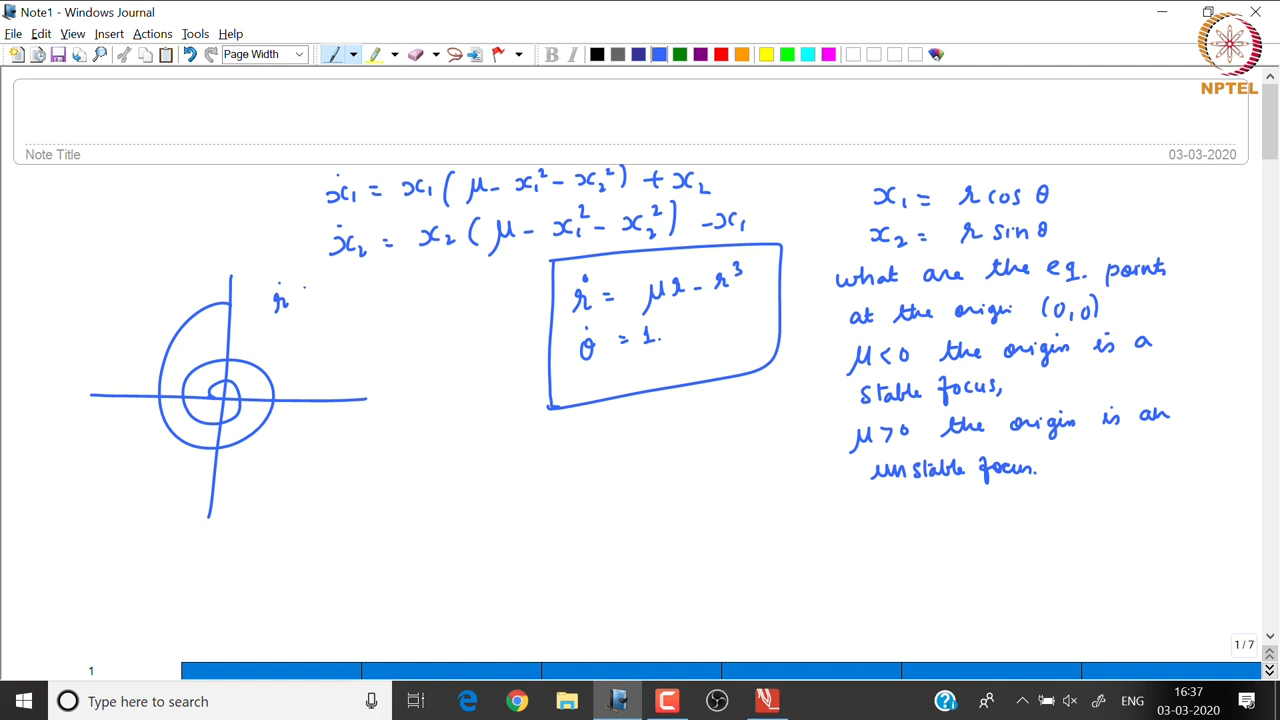 Note1 - Windows Journal
File Edit View Insert Actions Tools Help
Page Width
B I
NPTEL
Note Title
03-03-2020
ẋ₁ = x₁ ( μ - x₁² - x₂² ) + x₂
ẋ₂ = x₂ ( μ - x₁² - x₂² ) - x₁
ṙ
ṙ = μr - r³
θ̇ = 1.
x₁ = r cos θ
x₂ = r sin θ
what are the eq. points
at the origin (0,0)
μ < 0 the origin is a
stable focus,
μ > 0 the origin is an
unstable focus.
1 / 7
1
Type here to search
ENG
16:37
03-03-2020